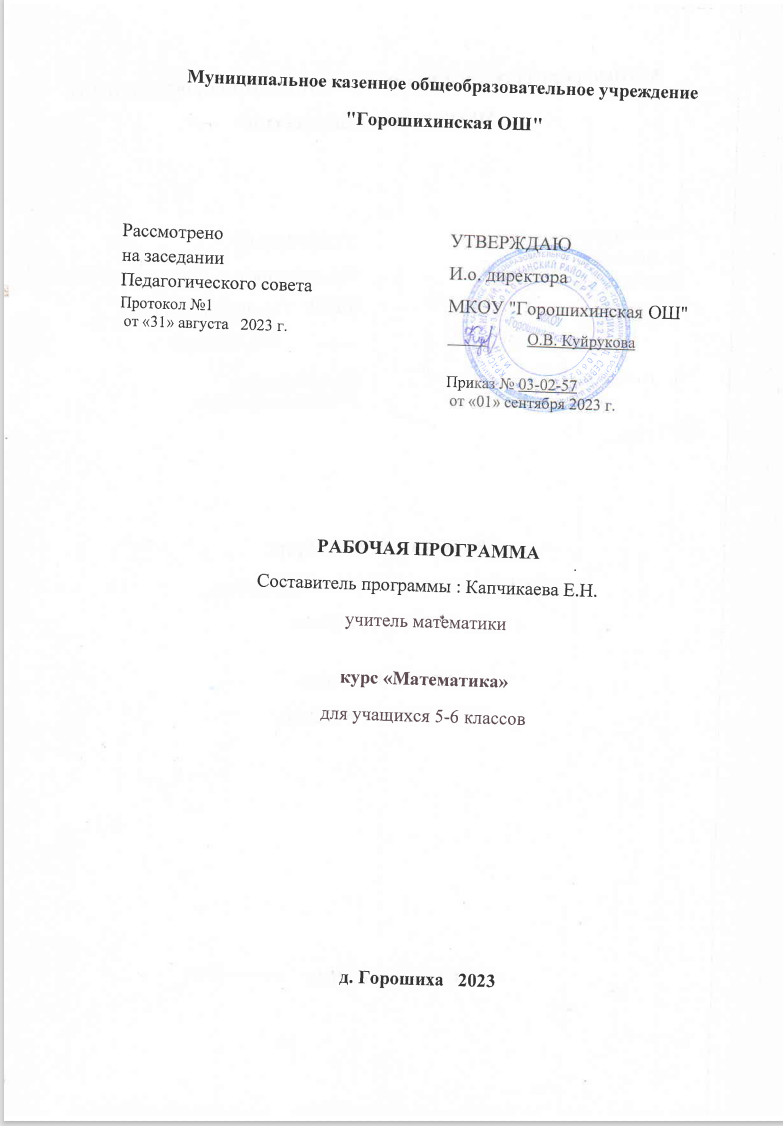 Муниципальное казенное общеобразовательное учреждение
"Горошихинская ОШ"
Рассмотрено
на заседании
Педагогического совета
Протокол №1
от «31» августа 2023 г.
УТВЕРЖДАЮ
И.о. директора
МКОУ "Горошихинская ОШ"
О.В. Куйрукова
Приказ № 03-02-57
от «01» сентября 2023 г.
РАБОЧАЯ ПРОГРАММА
Составитель программы : Капчикаева Е.Н.
учитель математики
курс «Математика»
для учащихся 5-6 классов
д. Горошиха 2023